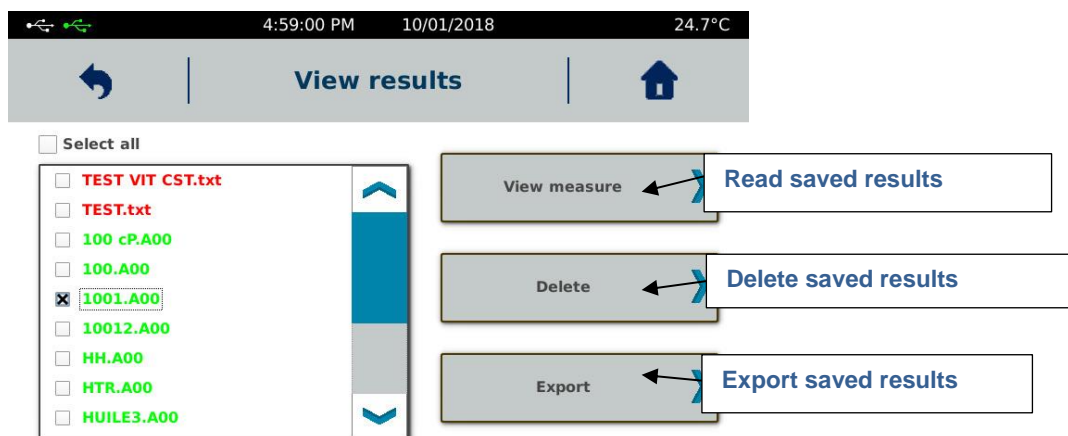 4:59:00 PM 10/01/2018 24.7°C
View results
Select all
TEST VIT CST.txt
TEST.txt
100 cP.A00
100.A00
1001.A00
10012.A00
HH.A00
HTR.A00
HUILE3.A00
View measure
Read saved results
Delete
Delete saved results
Export
Export saved results